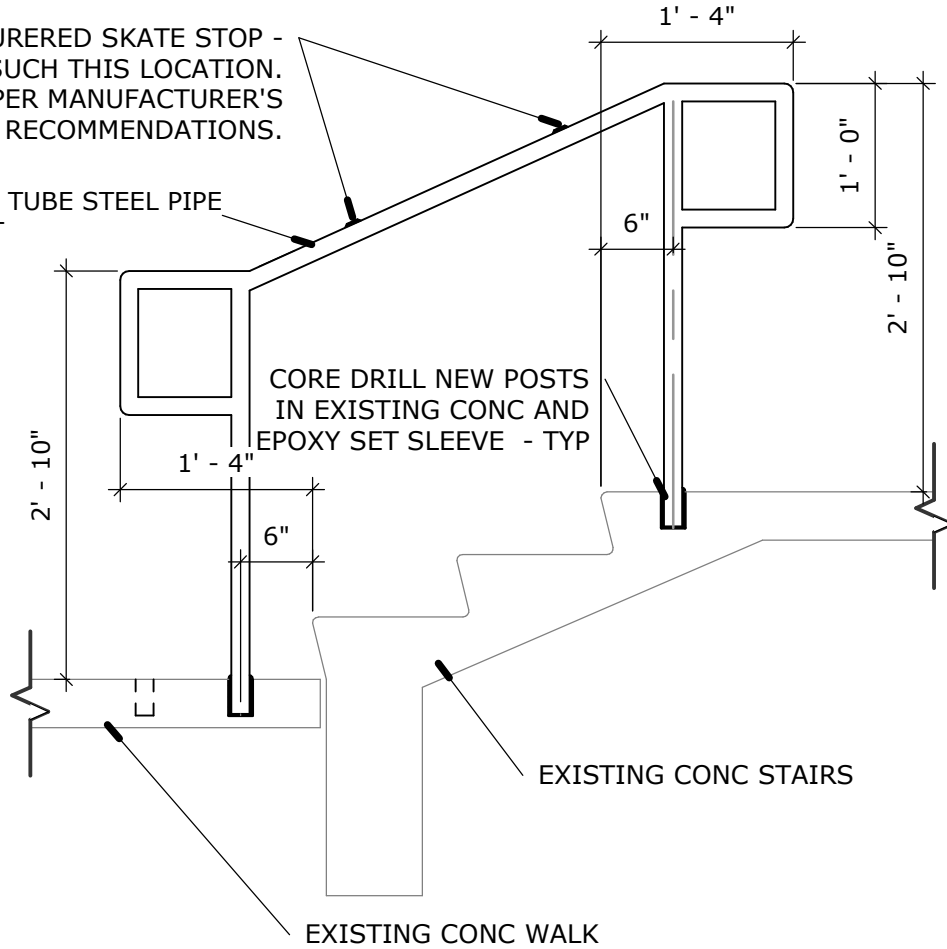 1' - 4"
URERED SKATE STOP -
SUCH THIS LOCATION.
PER MANUFACTURER'S
RECOMMENDATIONS.
1' - 0"
TUBE STEEL PIPE
6"
2' - 10"
CORE DRILL NEW POSTS
IN EXISTING CONC AND
EPOXY SET SLEEVE - TYP
2' - 10"
1' - 4"
6"
EXISTING CONC STAIRS
EXISTING CONC WALK